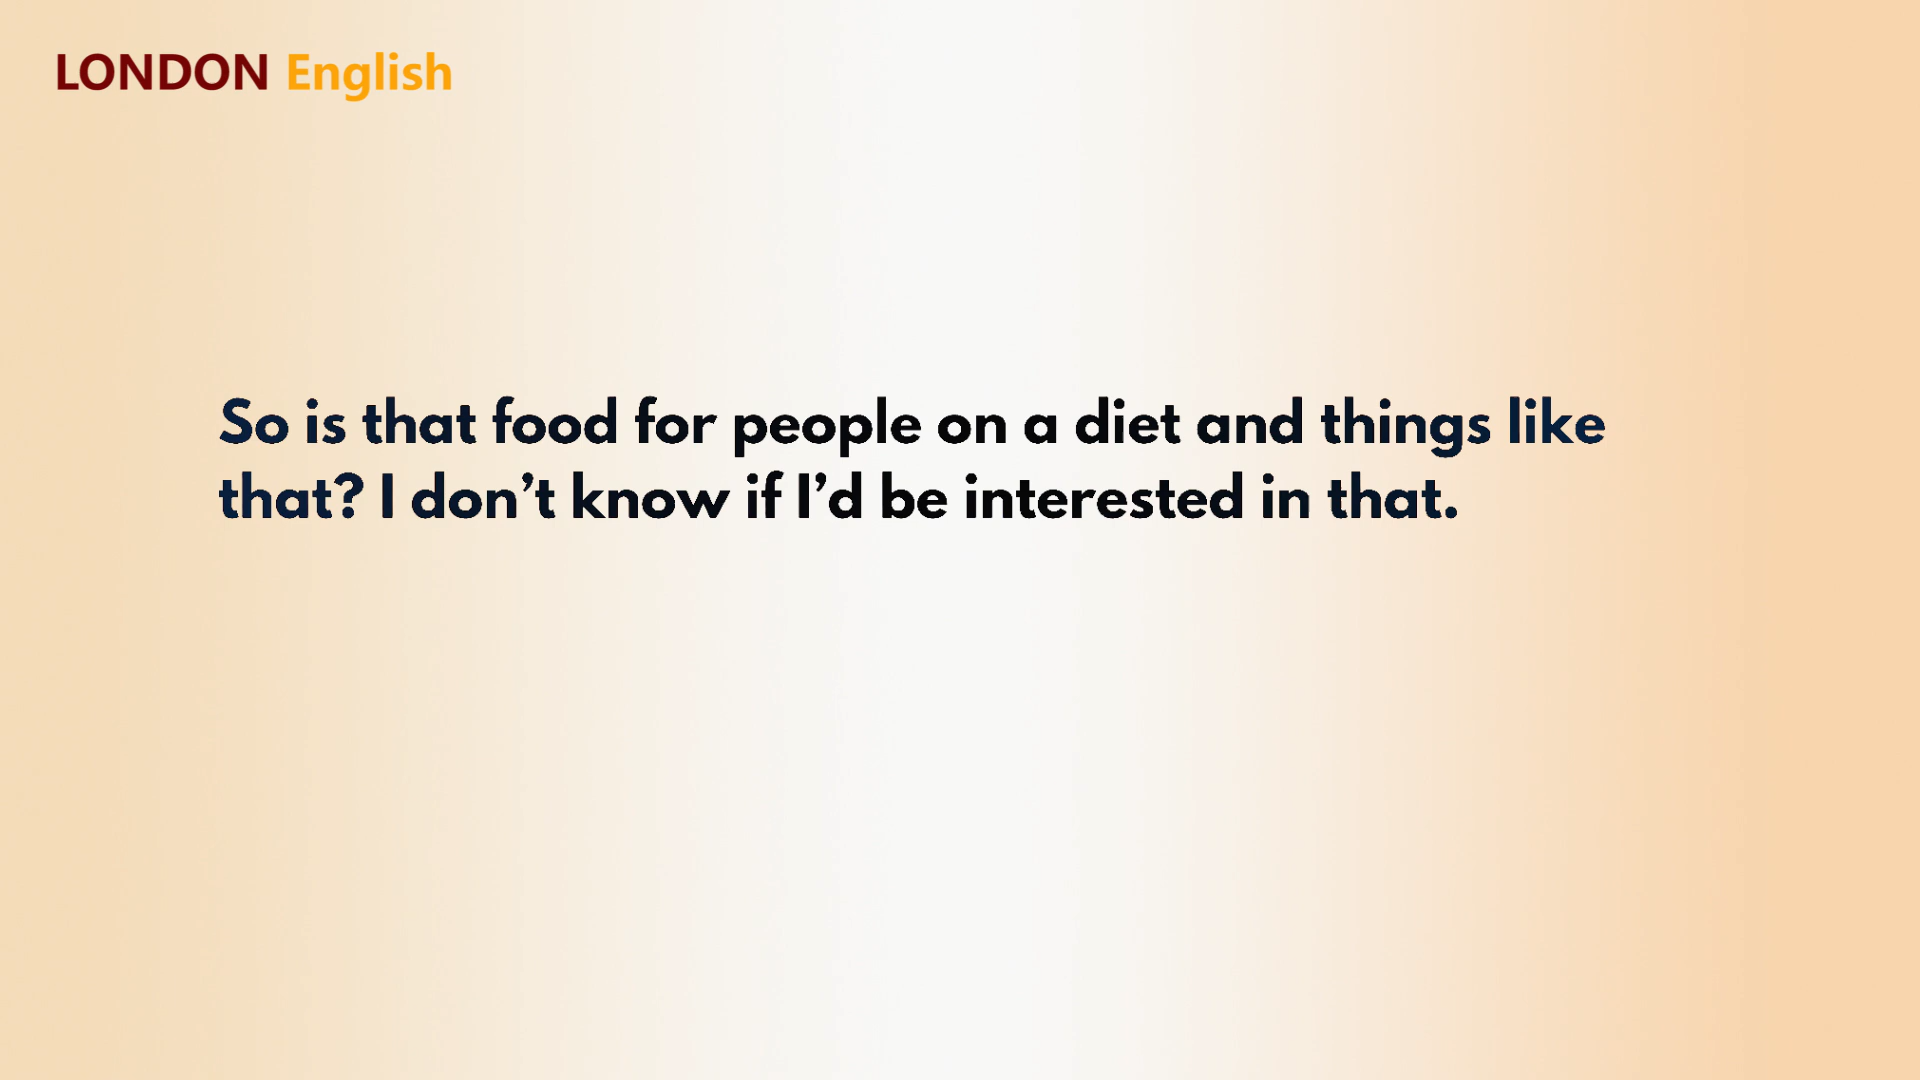 LONDON English
So is that food for people on a diet and things like
that? I don’t know if I’d be interested in that.